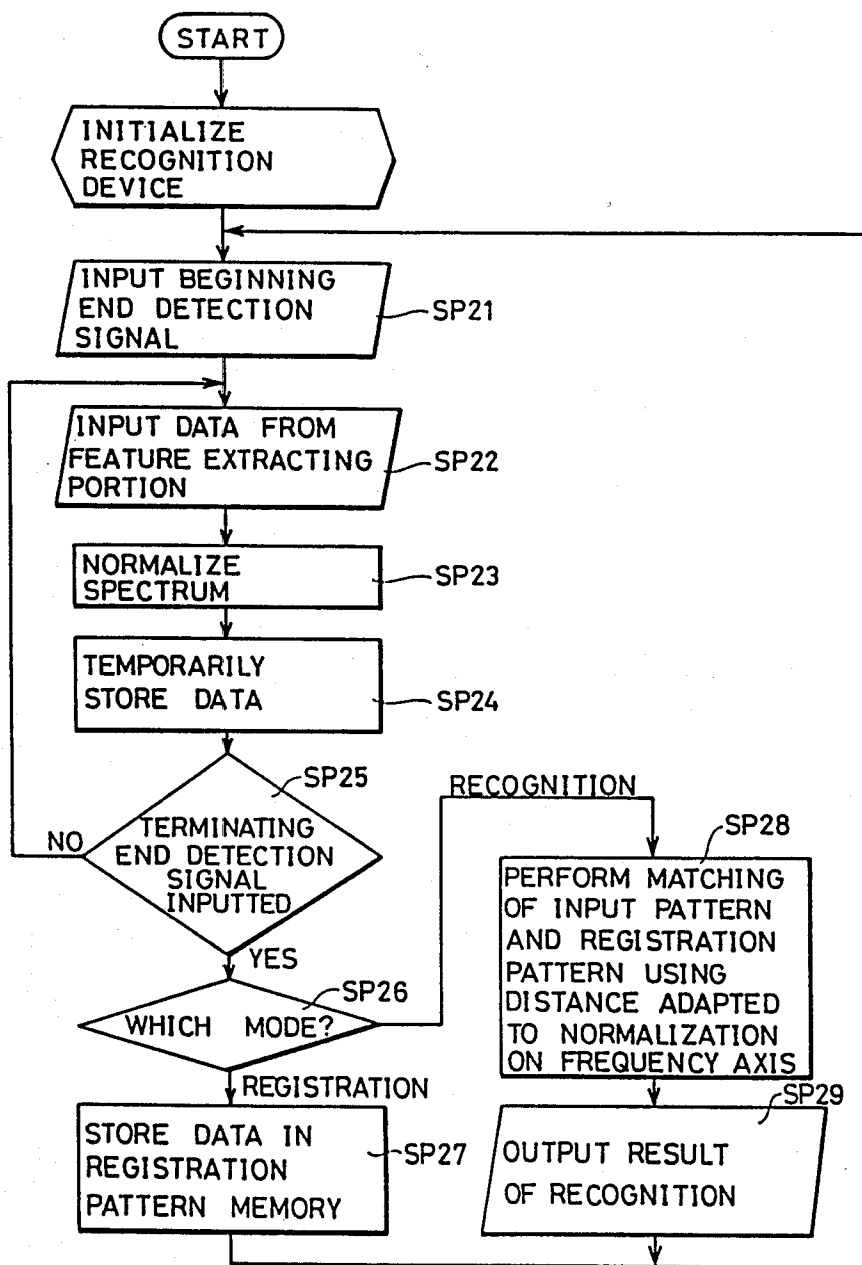 START
INITIALIZE
RECOGNITION
DEVICE
INPUT BEGINNING
END DETECTION
SIGNAL
SP21
INPUT DATA FROM
FEATURE EXTRACTING
PORTION
SP22
NORMALIZE
SPECTRUM
SP23
TEMPORARILY
STORE DATA
SP24
SP25
TERMINATING
END DETECTION
SIGNAL
INPUTTED
NO
YES
RECOGNITION
SP26
WHICH MODE?
REGISTRATION
STORE DATA IN
REGISTRATION
PATTERN MEMORY
SP27
SP28
PERFORM MATCHING
OF INPUT PATTERN
AND REGISTRATION
PATTERN USING
DISTANCE ADAPTED
TO NORMALIZATION
ON FREQUENCY AXIS
SP29
OUTPUT RESULT
OF RECOGNITION